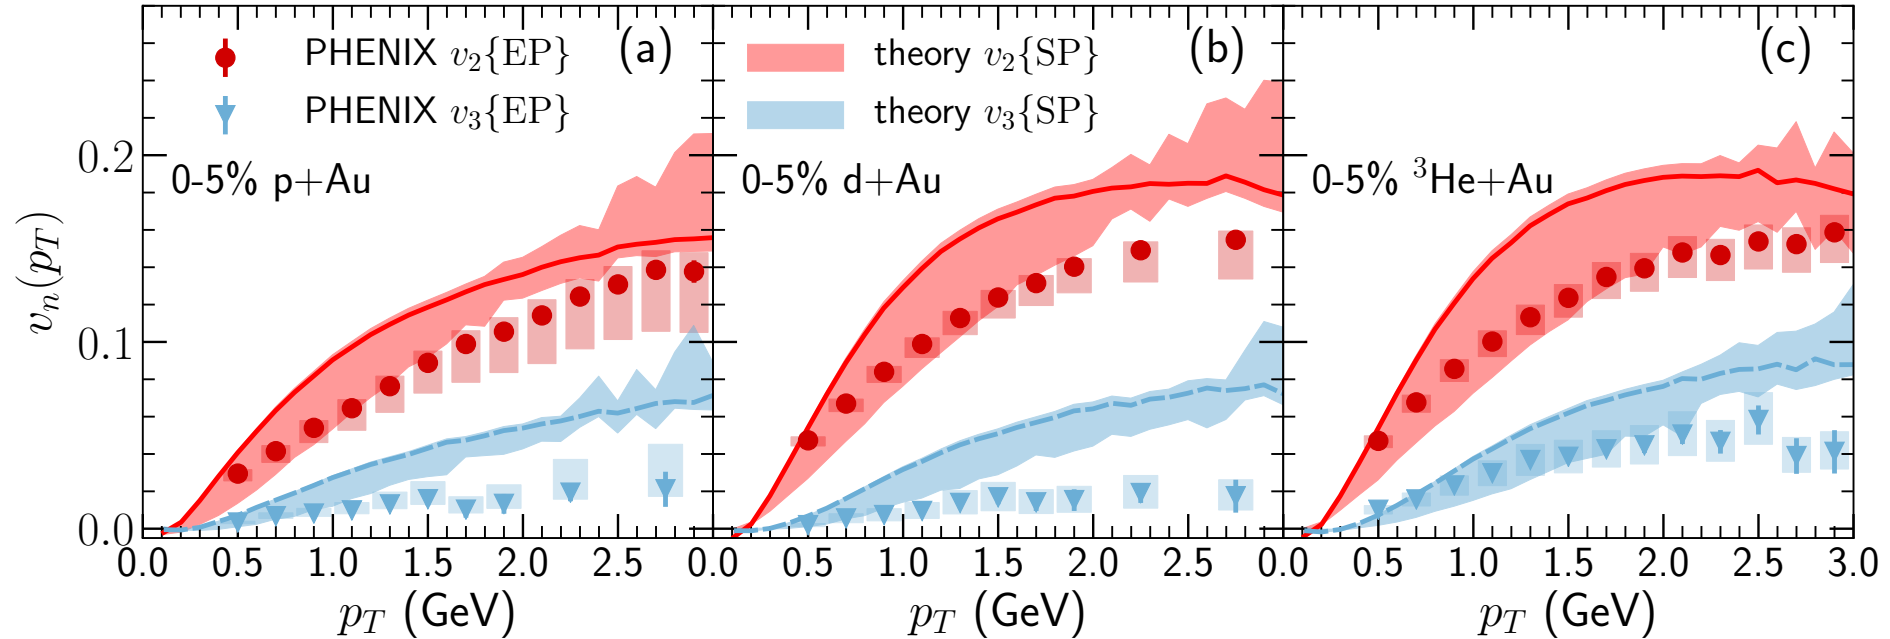 PHENIX v₂{EP}
(a)
PHENIX v₃{EP}
0-5% p+Au
theory v₂{SP}
(b)
theory v₃{SP}
0-5% d+Au
(c)
0-5% ³He+Au
vₙ(p_T)
0.2
0.1
0.0
0.0 0.5 1.0 1.5 2.0 2.5 0.0 0.5 1.0 1.5 2.0 2.5 0.0 0.5 1.0 1.5 2.0 2.5 3.0
p_T (GeV)
p_T (GeV)
p_T (GeV)